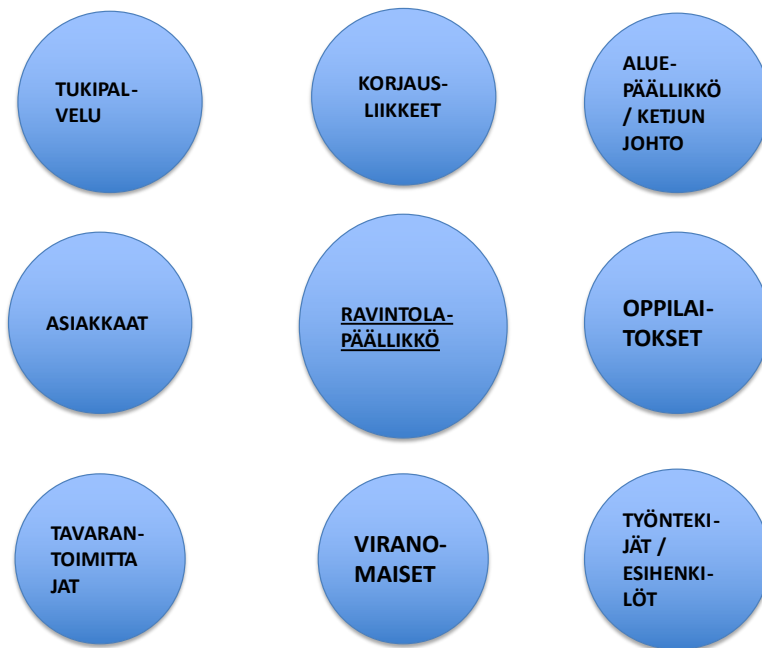 TUKIPAL-
VELU
KORJAUS-
LIIKKEET
ALUE-
PÄÄLLIKKÖ
/ KETJUN
JOHTO
ASIAKKAAT
RAVINTOLA-
PÄÄLLIKKÖ
OPPILAI-
TOKSET
TAVARAN-
TOIMITTA
JAT
VIRANO-
MAISET
TYÖNTEKI-
JÄT /
ESIHENKI-
LÖT